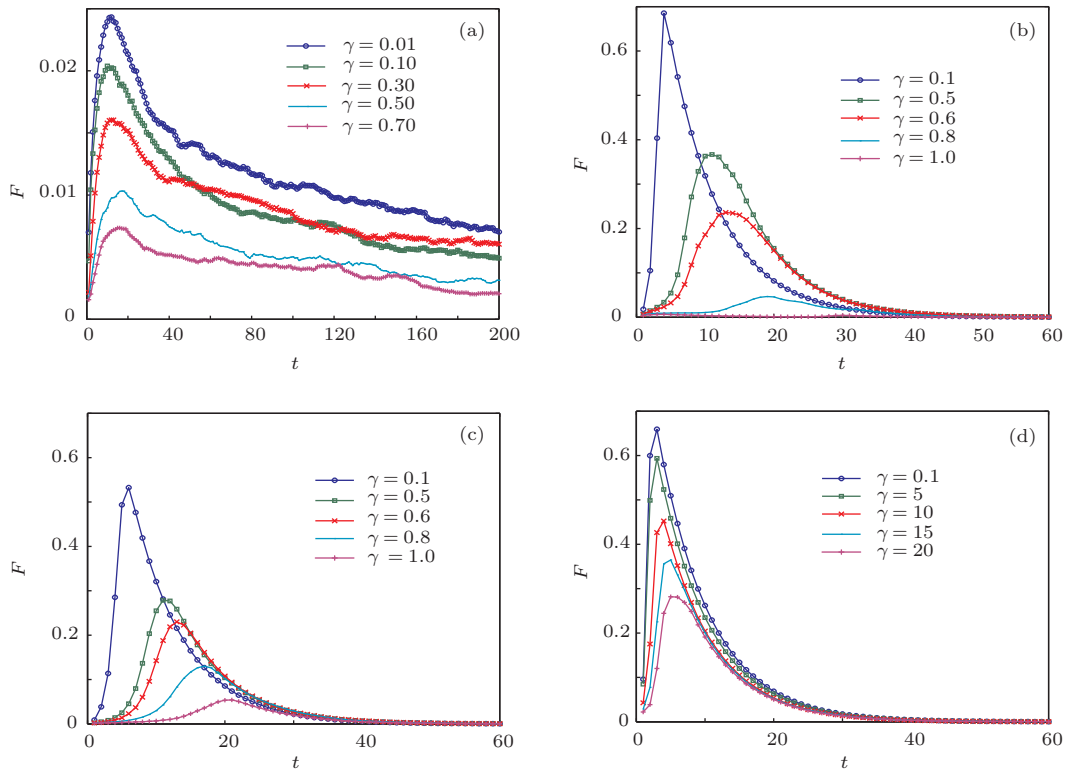 (a)
γ = 0.01
γ = 0.10
γ = 0.30
γ = 0.50
γ = 0.70
0.02
0.01
0
F
0 40 80 120 160 200
t
(b)
γ = 0.1
γ = 0.5
γ = 0.6
γ = 0.8
γ = 1.0
0.6
0.4
0.2
0
F
0 10 20 30 40 50 60
t
(c)
γ = 0.1
γ = 0.5
γ = 0.6
γ = 0.8
γ = 1.0
0.6
0.4
0.2
0
F
0 20 40 60
t
(d)
γ = 0.1
γ = 5
γ = 10
γ = 15
γ = 20
0.6
0.4
0.2
0
F
0 20 40 60
t